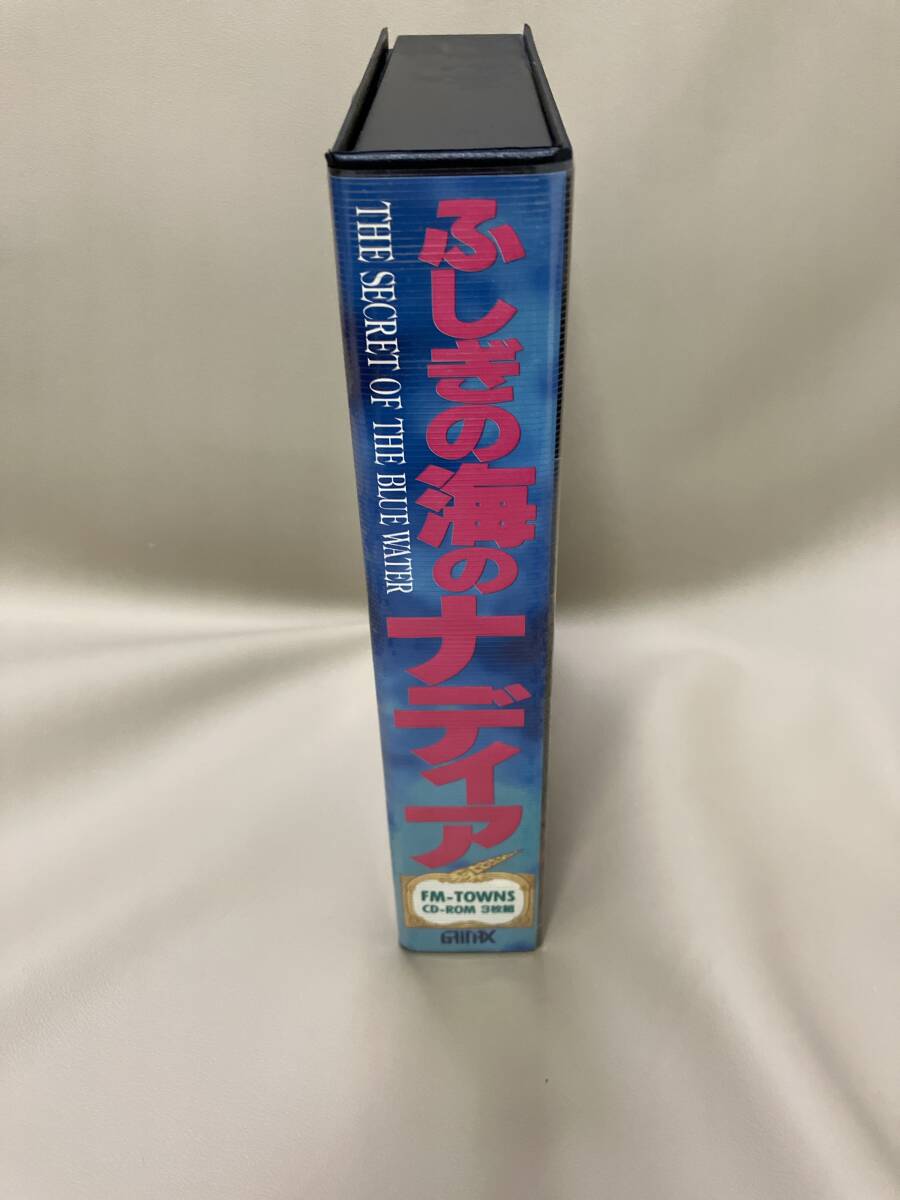 ふしぎの海のナディア
THE SECRET OF THE BLUE WATER
FM-TOWNS
CD-ROM 3枚組
GAINAX